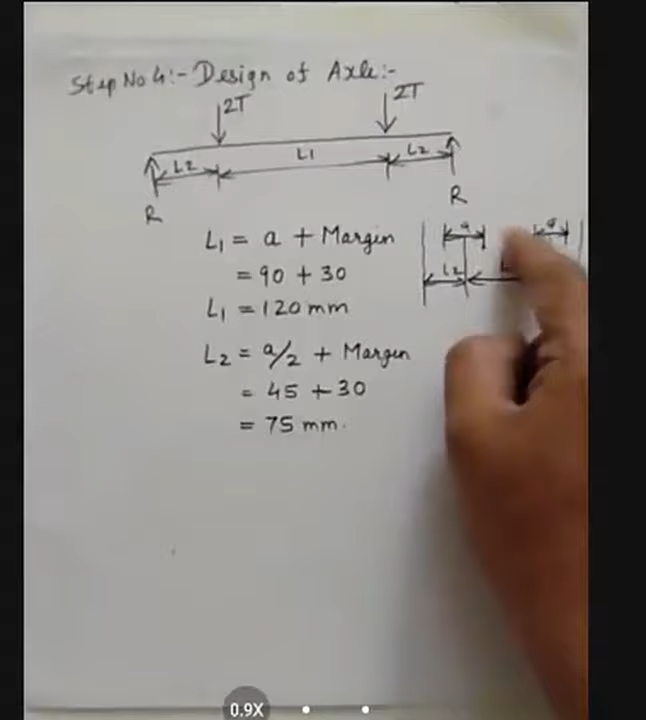 Step No 4:- Design of Axle:-
2T 2T
L2 L1 L2
R R
L1 = a + Margin
= 90 + 30
L1 = 120 mm
L2 = a/2 + Margin
= 45 + 30
= 75 mm.
a a
L2
0.9X